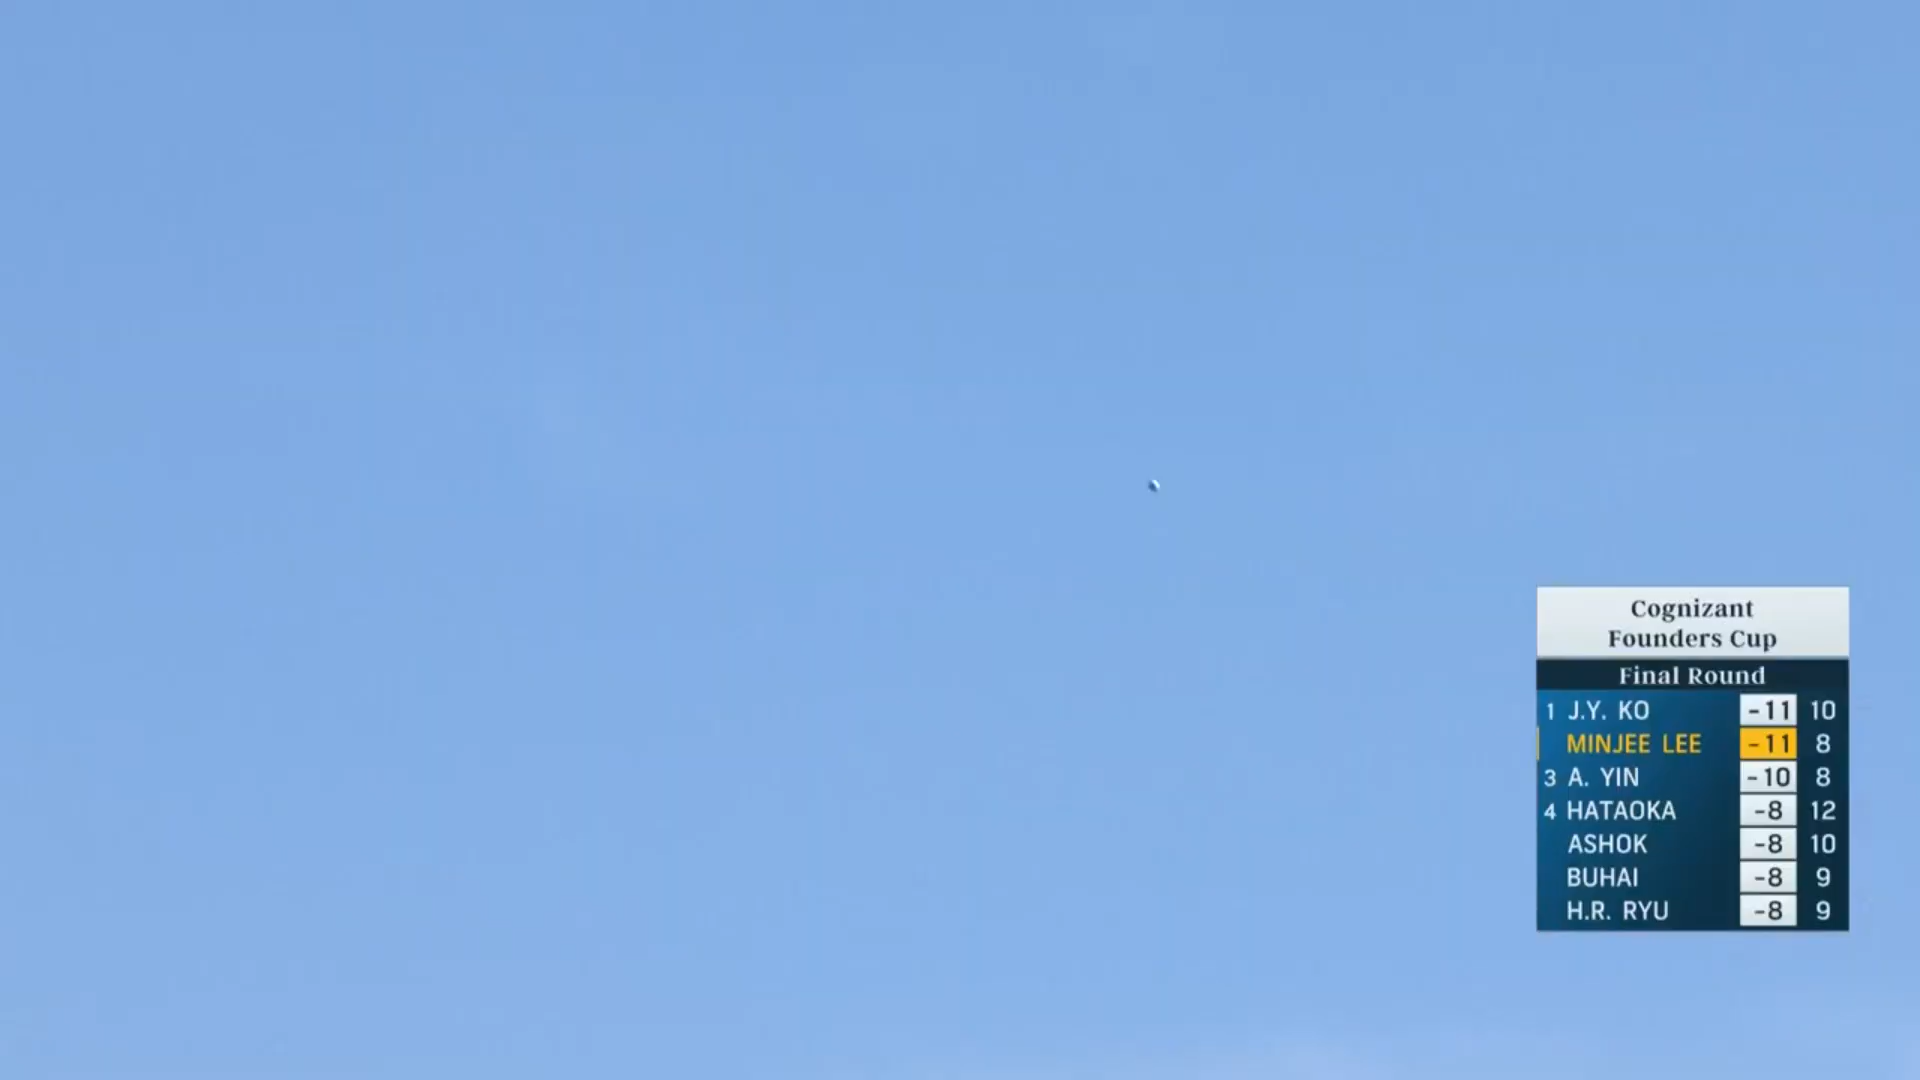 Cognizant
Founders Cup
Final Round
1 J.Y. KO -11 10
MINJEE LEE -11 8
3 A. YIN -10 8
4 HATAOKA -8 12
ASHOK -8 10
BUHAI -8 9
H.R. RYU -8 9